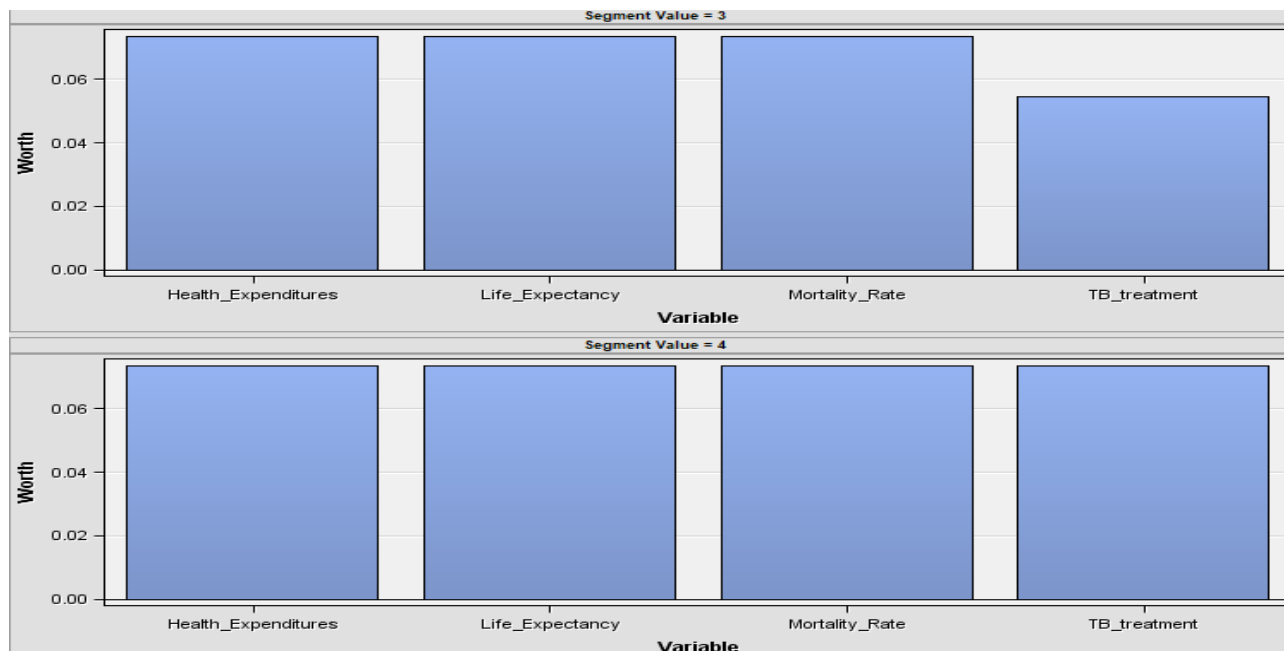 Segment Value = 3
Worth
0.06
0.04
0.02
0.00
Health_Expenditures Life_Expectancy Mortality_Rate TB_treatment
Variable
Segment Value = 4
Worth
0.06
0.04
0.02
0.00
Health_Expenditures Life_Expectancy Mortality_Rate TB_treatment
Variable